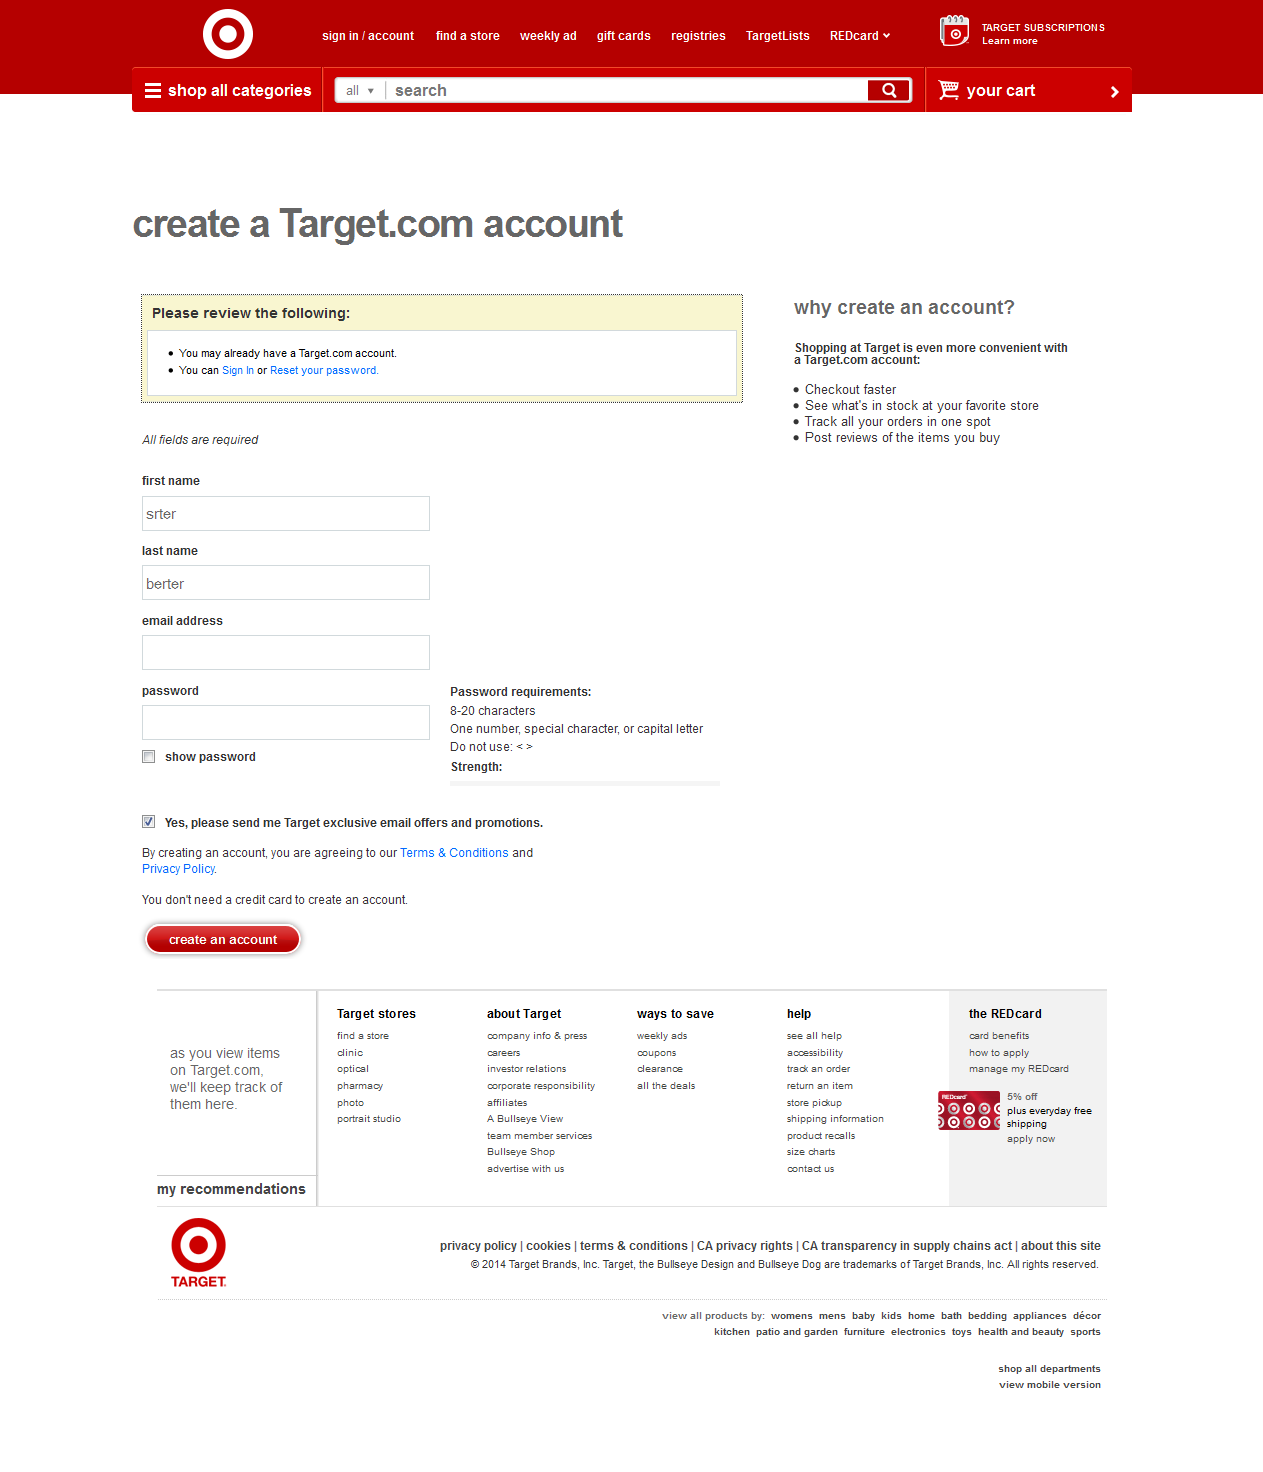 sign in / account find a store weekly ad gift cards registries TargetLists REDcard
TARGET SUBSCRIPTIONS
Learn more
shop all categories all search your cart
create a Target.com account
Please review the following:
You may already have a Target.com account.
You can Sign In or Reset your password.
All fields are required
first name
srter
last name
berter
email address
password
show password
Password requirements:
8-20 characters
One number, special character, or capital letter
Do not use: < >
Strength:
Yes, please send me Target exclusive email offers and promotions.
By creating an account, you are agreeing to our Terms & Conditions and
Privacy Policy.
You don't need a credit card to create an account.
create an account
why create an account?
Shopping at Target is even more convenient with
a Target.com account:
Checkout faster
See what's in stock at your favorite store
Track all your orders in one spot
Post reviews of the items you buy
as you view items
on Target.com,
we'll keep track of
them here.
my recommendations
Target stores
find a store
clinic
optical
pharmacy
photo
portrait studio
about Target
company info & press
careers
investor relations
corporate responsibility
affiliates
A Bullseye View
team member services
Bullseye Shop
advertise with us
ways to save
weekly ads
coupons
clearance
all the deals
help
see all help
accessibility
track an order
return an item
store pickup
shipping information
product recalls
size charts
contact us
the REDcard
card benefits
how to apply
manage my REDcard
REDcard
5% off
plus everyday free
shipping
apply now
TARGET
privacy policy | cookies | terms & conditions | CA privacy rights | CA transparency in supply chains act | about this site
© 2014 Target Brands, Inc. Target, the Bullseye Design and Bullseye Dog are trademarks of Target Brands, Inc. All rights reserved.
view all products by: womens mens baby kids home bath bedding appliances décor
kitchen patio and garden furniture electronics toys health and beauty sports
shop all departments
view mobile version